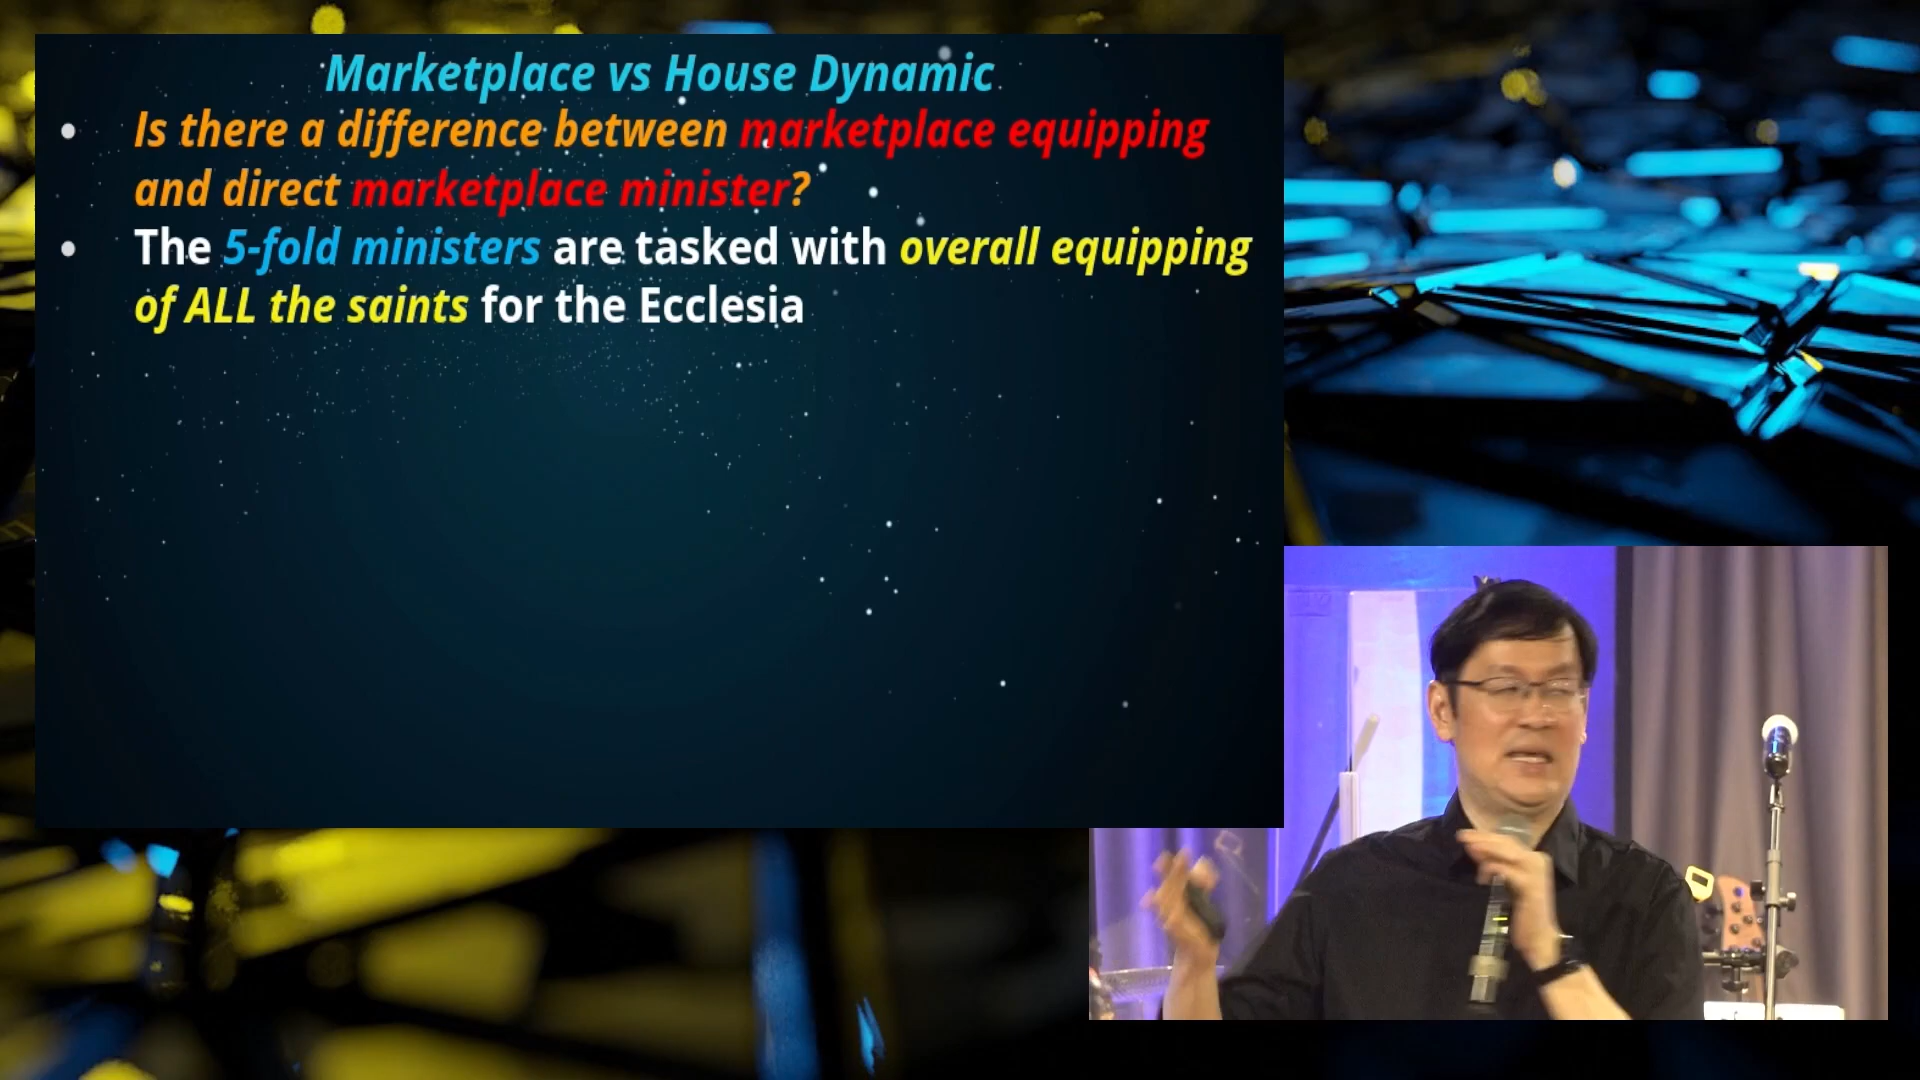 Marketplace vs House Dynamic
• Is there a difference between marketplace equipping
and direct marketplace minister?
• The 5-fold ministers are tasked with overall equipping
of ALL the saints for the Ecclesia